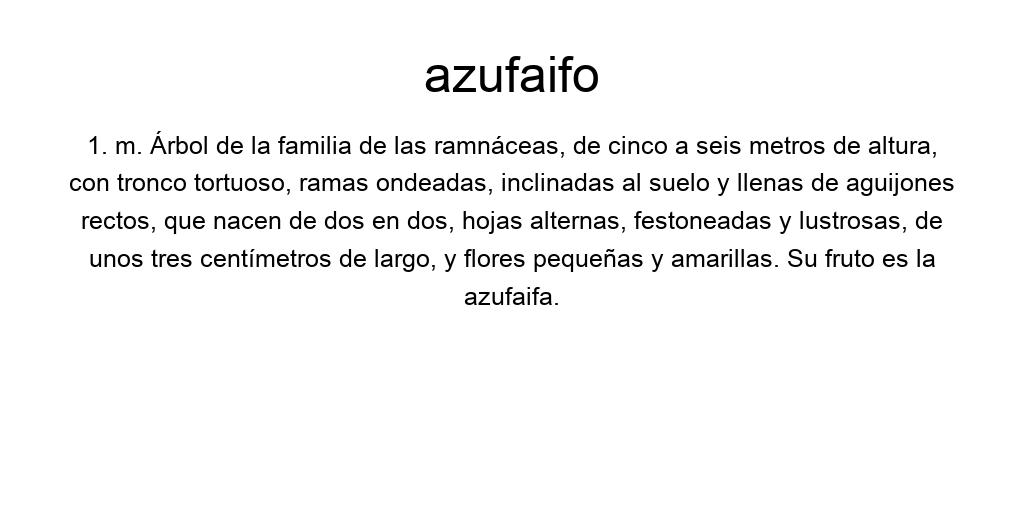 azufaifo
1. m. Árbol de la familia de las ramnáceas, de cinco a seis metros de altura,
con tronco tortuoso, ramas ondeadas, inclinadas al suelo y llenas de aguijones
rectos, que nacen de dos en dos, hojas alternas, festoneadas y lustrosas, de
unos tres centímetros de largo, y flores pequeñas y amarillas. Su fruto es la
azufaifa.